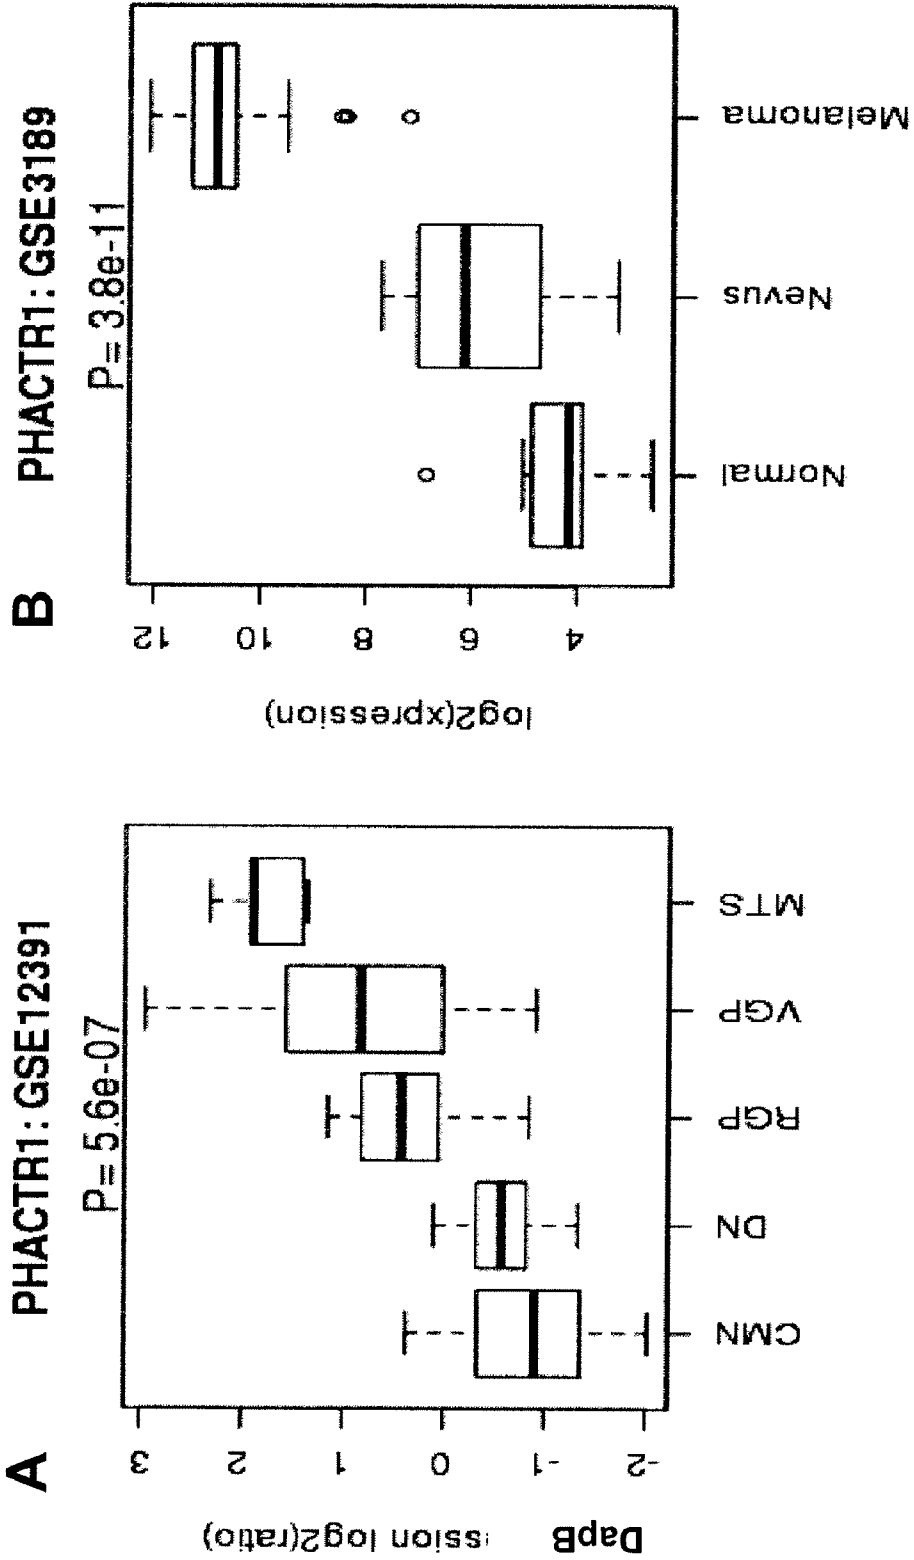 A
PHACTR1: GSE12391
P= 5.6e-07
3
2
1
0
-1
-2
ssion log2(ratio)
DapB
CMN
DN
RGP
VGP
MTS
B
PHACTR1: GSE3189
P= 3.8e-11
12
10
8
6
4
log2(xpression)
Normal
Nevus
Melanoma